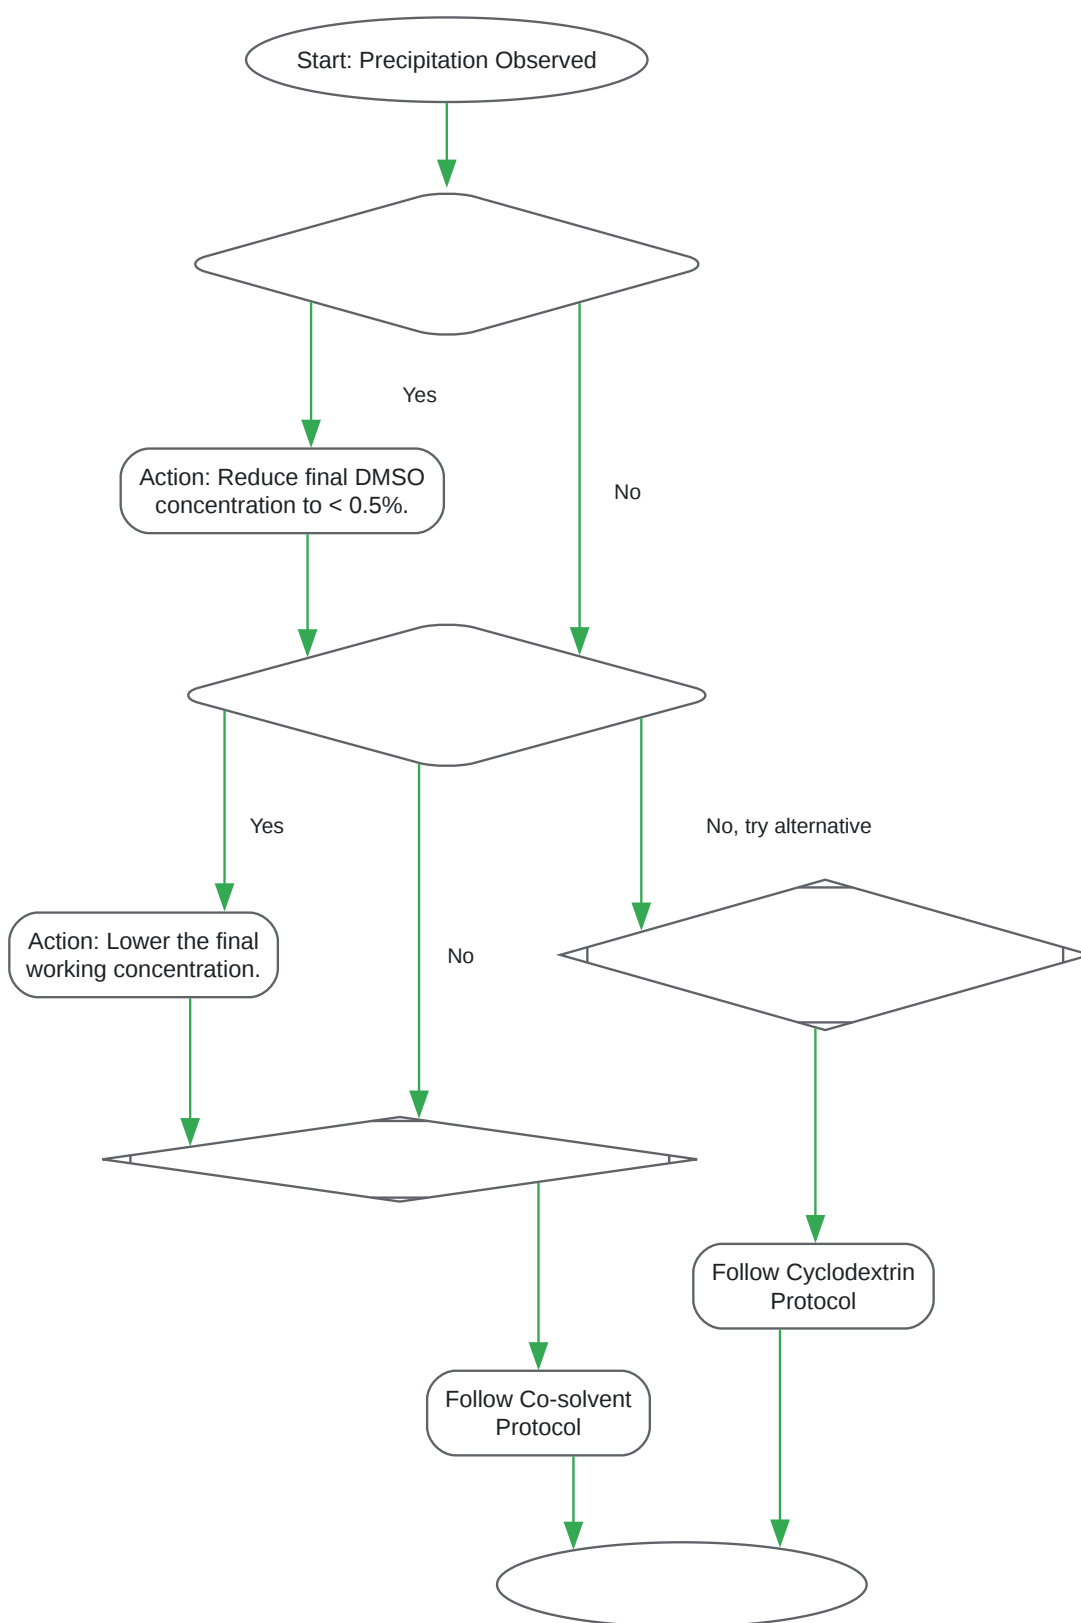 Start: Precipitation Observed
Yes
Action: Reduce final DMSO
concentration to < 0.5%.
No
Yes
No, try alternative
Action: Lower the final
working concentration.
No
Follow Cyclodextrin
Protocol
Follow Co-solvent
Protocol